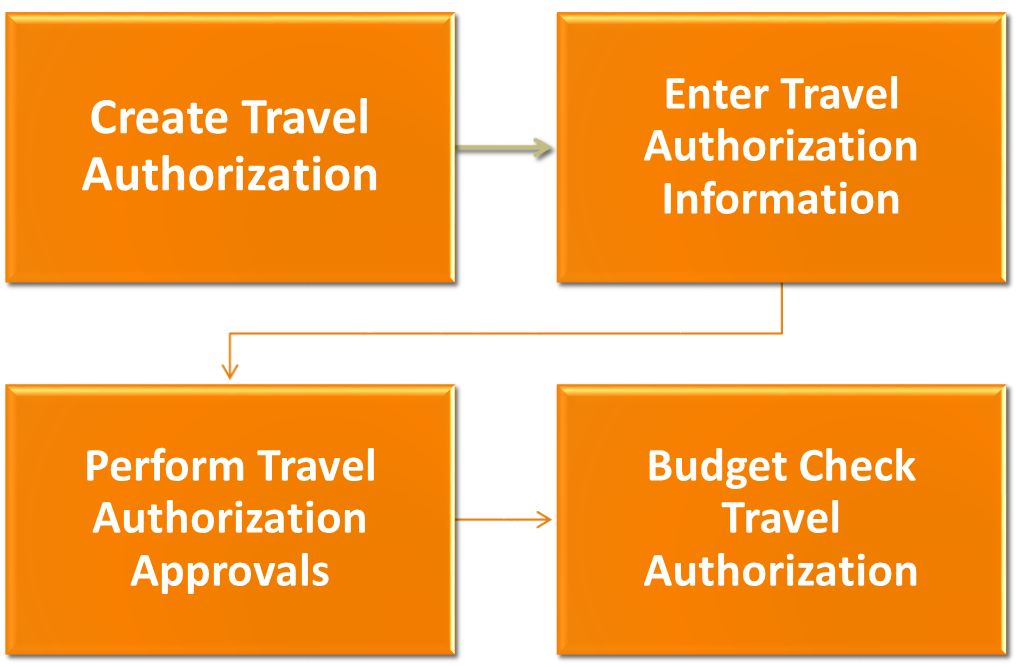 Create Travel
Authorization
Enter Travel
Authorization
Information
Perform Travel
Authorization
Approvals
Budget Check
Travel
Authorization